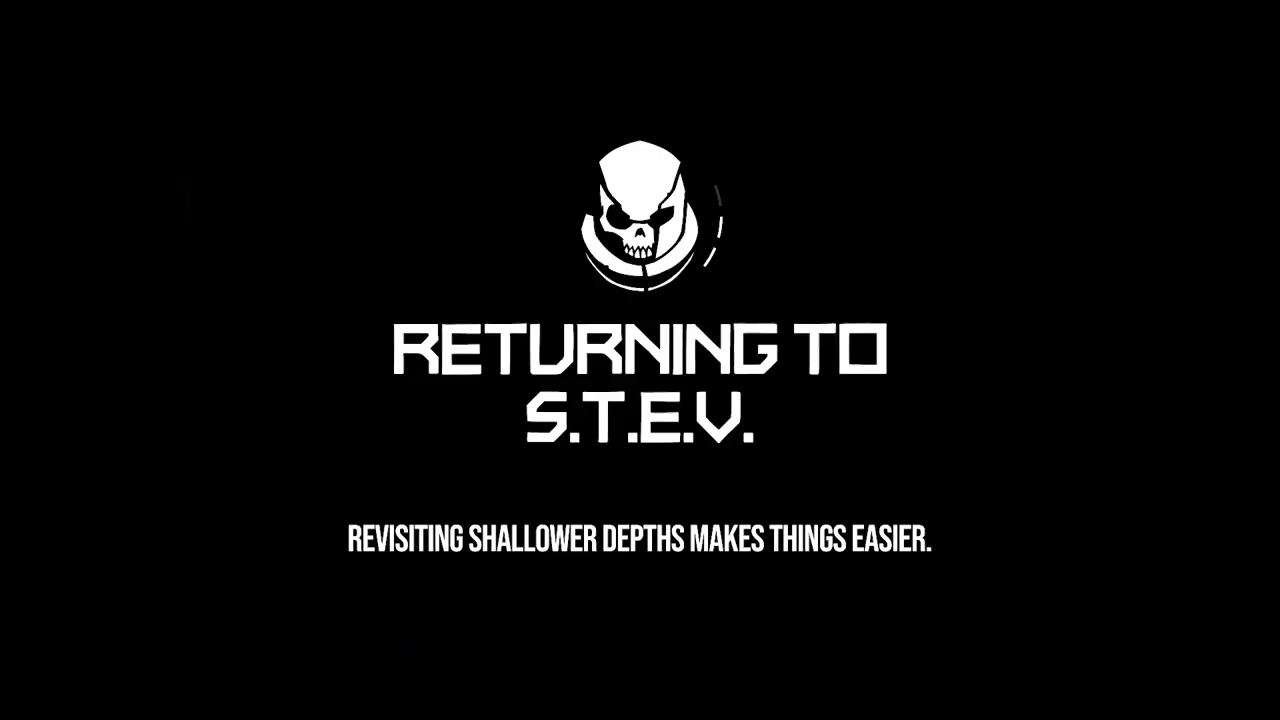 RETURNING TO
S.T.E.V.
REVISITING SHALLOWER DEPTHS MAKES THINGS EASIER.